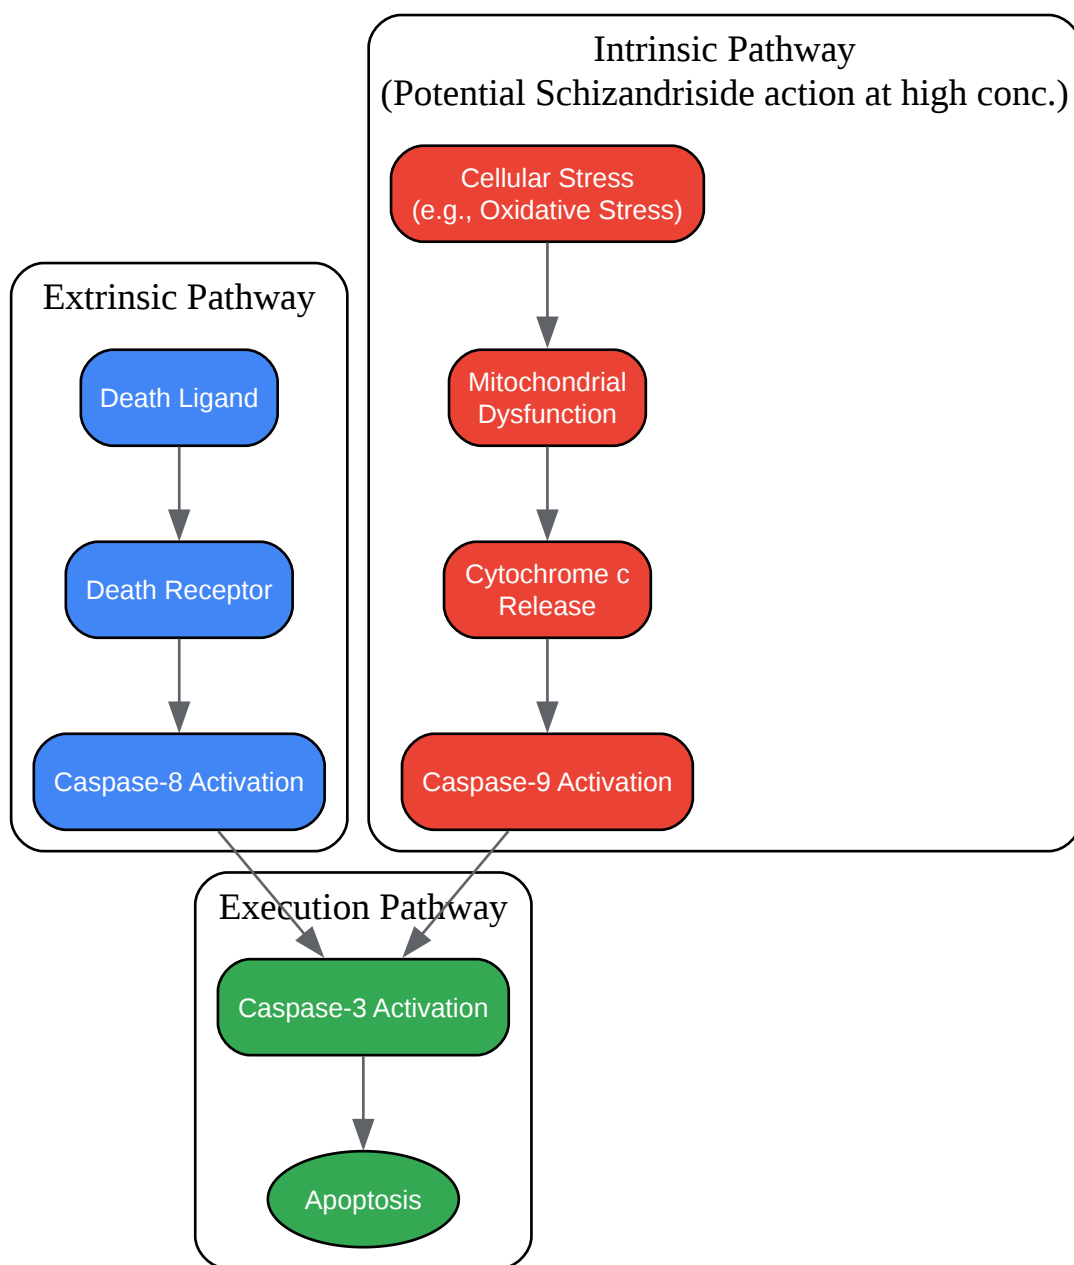 Intrinsic Pathway
(Potential Schizandriside action at high conc.)
Cellular Stress
(e.g., Oxidative Stress)
Mitochondrial
Dysfunction
Cytochrome c
Release
Caspase-9 Activation
Extrinsic Pathway
Death Ligand
Death Receptor
Caspase-8 Activation
Execution Pathway
Caspase-3 Activation
Apoptosis